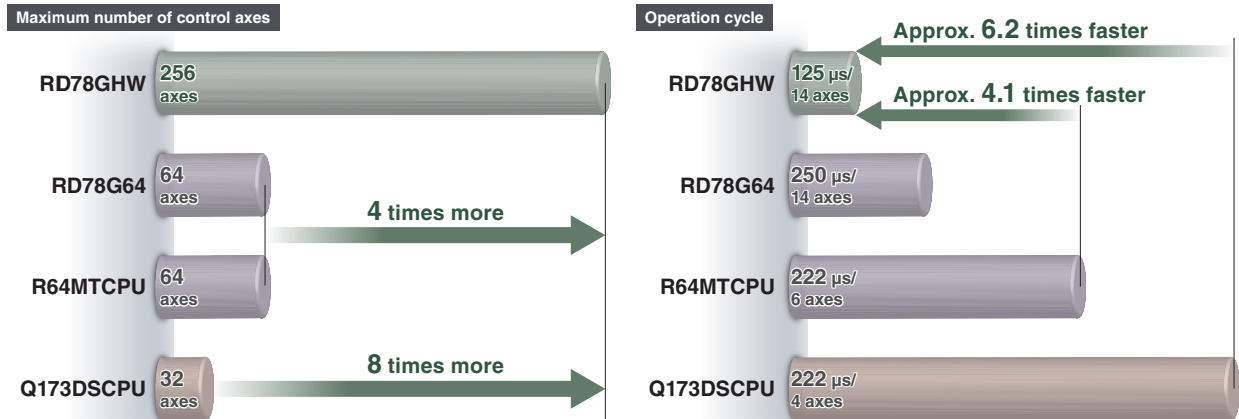 Maximum number of control axes
RD78GHW
256
axes
RD78G64
64
axes
4 times more
R64MTCPU
64
axes
Q173DSCPU
32
axes
8 times more
Operation cycle
Approx. 6.2 times faster
RD78GHW
125 µs/
14 axes
Approx. 4.1 times faster
RD78G64
250 µs/
14 axes
R64MTCPU
222 µs/
6 axes
Q173DSCPU
222 µs/
4 axes